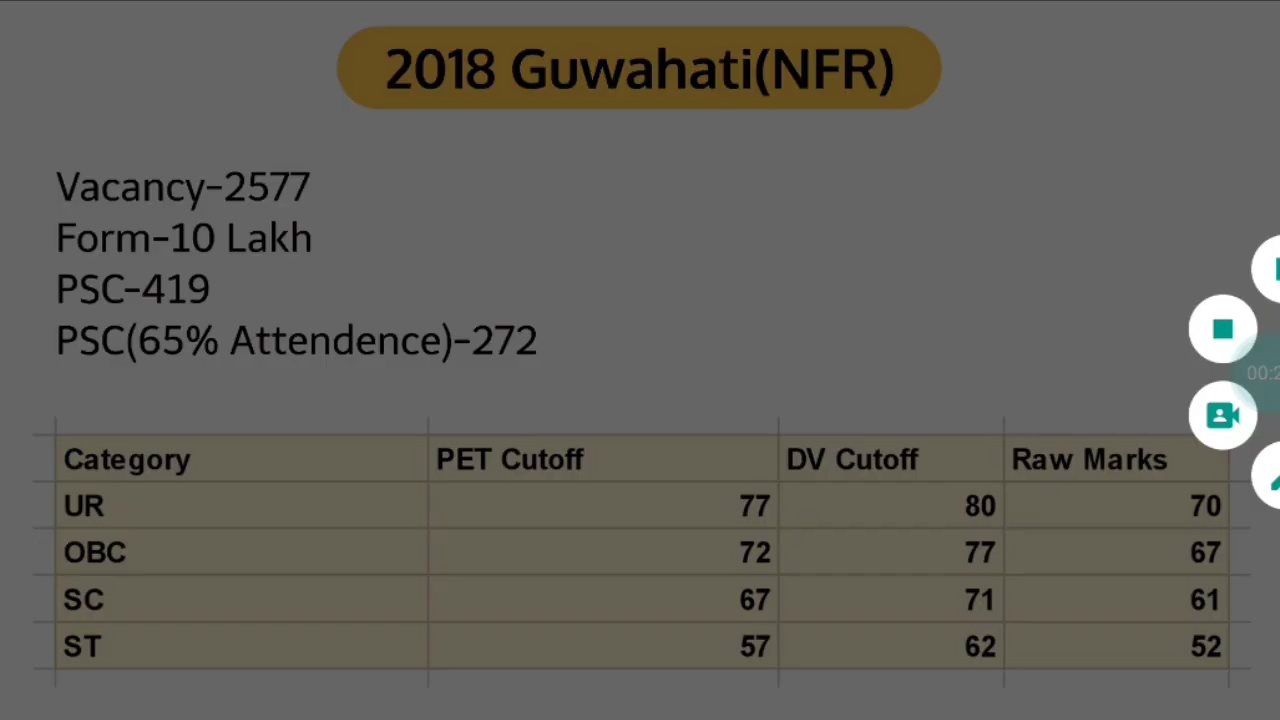 2018 Guwahati(NFR)
Vacancy-2577
Form-10 Lakh
PSC-419
PSC(65% Attendence)-272
Category PET Cutoff DV Cutoff Raw Marks
UR 77 80 70
OBC 72 77 67
SC 67 71 61
ST 57 62 52